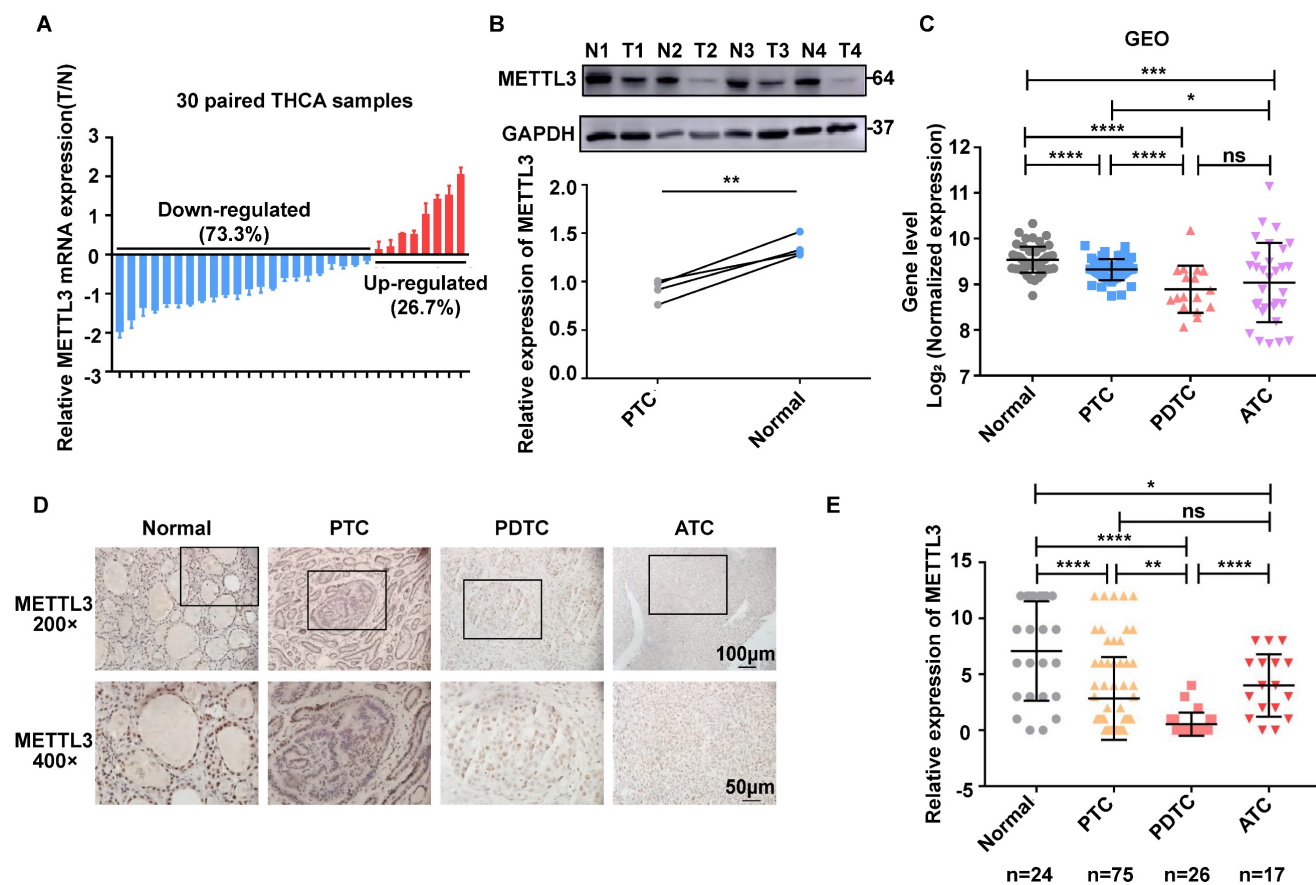 A
30 paired THCA samples
Relative METTL3 mRNA expression(T/N)
3
2
1
0
-1
-2
-3
Down-regulated
(73.3%)
Up-regulated
(26.7%)
B
N1 T1 N2 T2 N3 T3 N4 T4
METTL3
-64
GAPDH
-37
Relative expression of METTL3
2.0
1.5
1.0
0.5
0.0
**
PTC
Normal
C
GEO
***
*
****
**** **** ns
Gene level
Log₂ (Normalized expression)
12
11
10
9
8
7
Normal PTC PDTC ATC
D
Normal PTC PDTC ATC
METTL3
200×
100μm
METTL3
400×
50μm
E
*
ns
****
**** ** ****
Relative expression of METTL3
15
10
5
0
-5
Normal PTC PDTC ATC
n=24 n=75 n=26 n=17